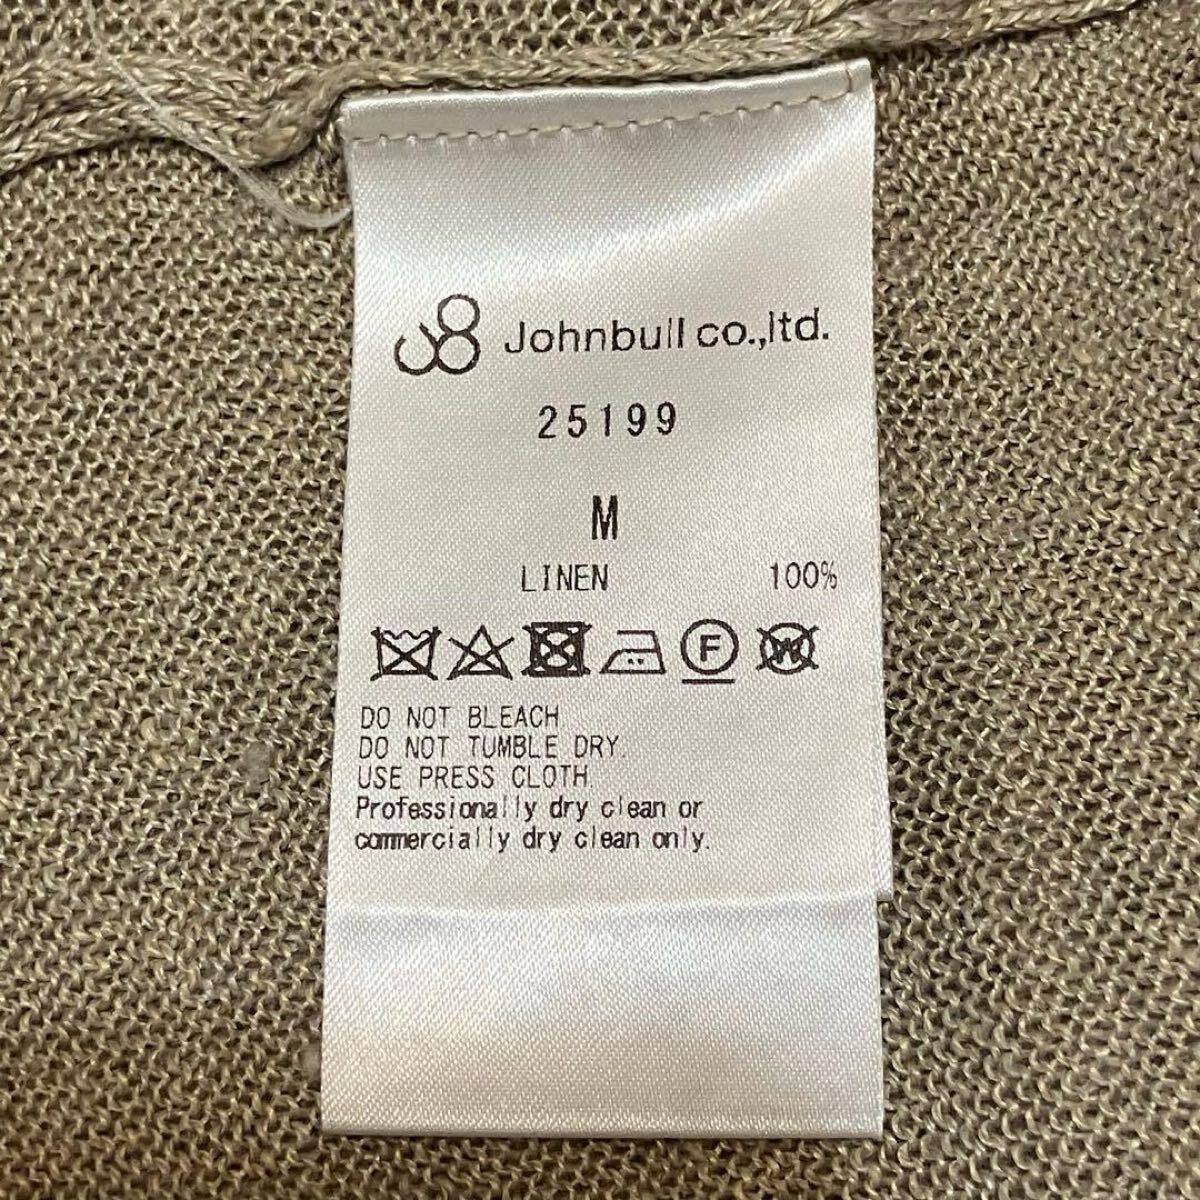 Johnbull co.,ltd.
25199
M
LINEN 100%
F W
DO NOT BLEACH.
DO NOT TUMBLE DRY.
USE PRESS CLOTH.
Professionally dry clean or
commercially dry clean only.